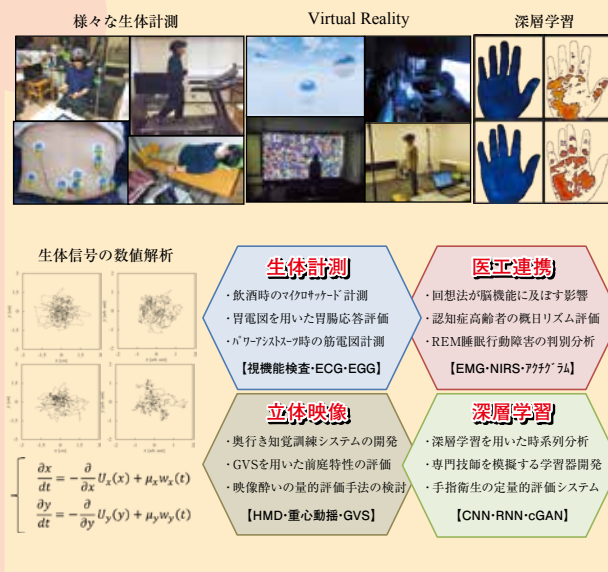 様々な生体計測
Virtual Reality
深層学習
生体信号の数値解析
生体計測
・飲酒時のマイクロサッケード計測
・胃電図を用いた胃腸応答評価
・パワーアシストスーツ時の筋電図計測
【視機能検査・ECG・EGG】
医工連携
・回想法が脳機能に及ぼす影響
・認知症高齢者の概日リズム評価
・REM睡眠行動障害の判別分析
【EMG・NIRS・アクチグラム】
立体映像
・奥行き知覚訓練システムの開発
・GVSを用いた前庭特性の評価
・映像酔いの量的評価手法の検討
【HMD・重心動揺・GVS】
深層学習
・深層学習を用いた時系列分析
・専門技師を模擬する学習器開発
・手指衛生の定量的評価システム
【CNN・RNN・cGAN】
∂x/dt = −∂/∂x Ux(x) + μxwx(t)
∂y/dt = −∂/∂y Uy(y) + μywy(t)